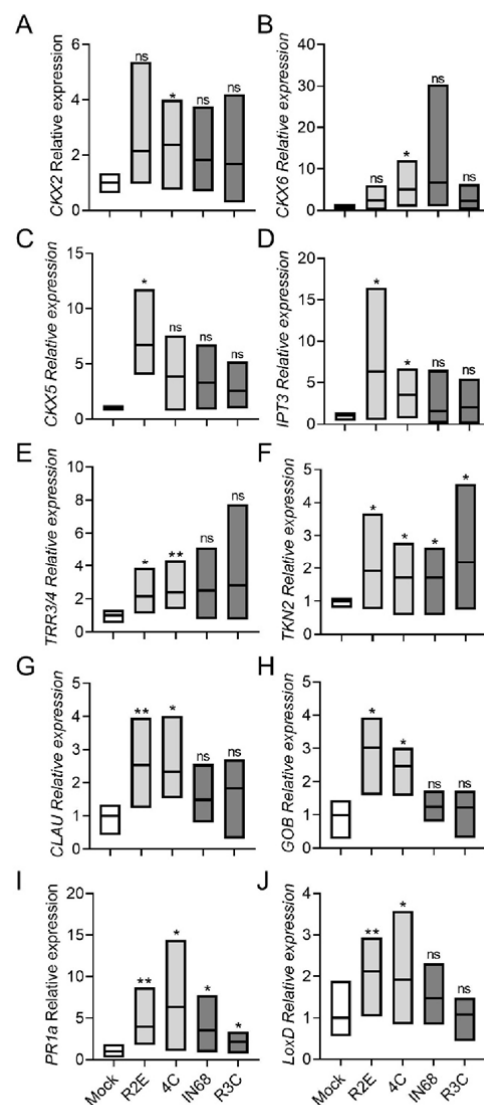 A
B
CKX2 Relative expression
6
4
2
0
ns
*
ns
ns
CKX6 Relative expression
40
30
20
10
0
ns
*
ns
ns
C
D
CKX5 Relative expression
15
10
5
0
*
ns
ns
ns
IPT3 Relative expression
20
15
10
5
0
*
*
ns
ns
E
F
TRR3/4 Relative expression
10
8
6
4
2
0
*
**
ns
ns
TKN2 Relative expression
5
4
3
2
1
0
*
*
*
*
G
H
CLAU Relative expression
5
4
3
2
1
0
**
*
ns
ns
GOB Relative expression
5
4
3
2
1
0
*
*
ns
ns
I
J
PR1a Relative expression
20
15
10
5
0
**
*
*
*
LoxD Relative expression
4
3
2
1
0
**
*
ns
ns
Mock
R2E
4C
IN68
R3C
Mock
R2E
4C
IN68
R3C